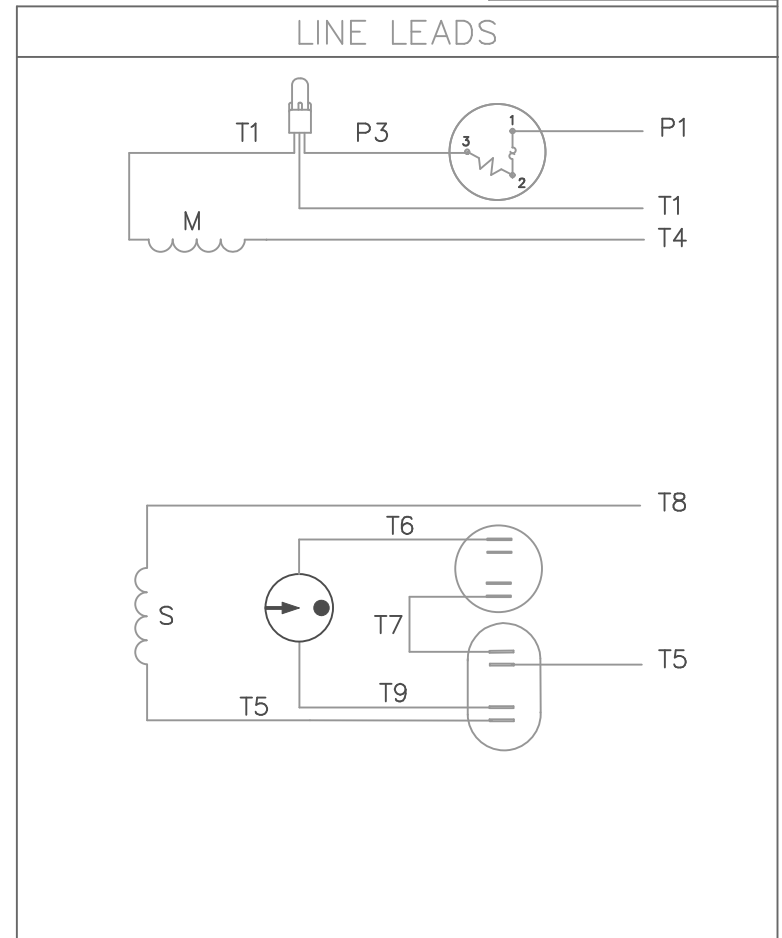 LINE LEADS
T1 P3 3 1 2 P1
T1
M T4
T8
T6
S T7 T5
T5 T9